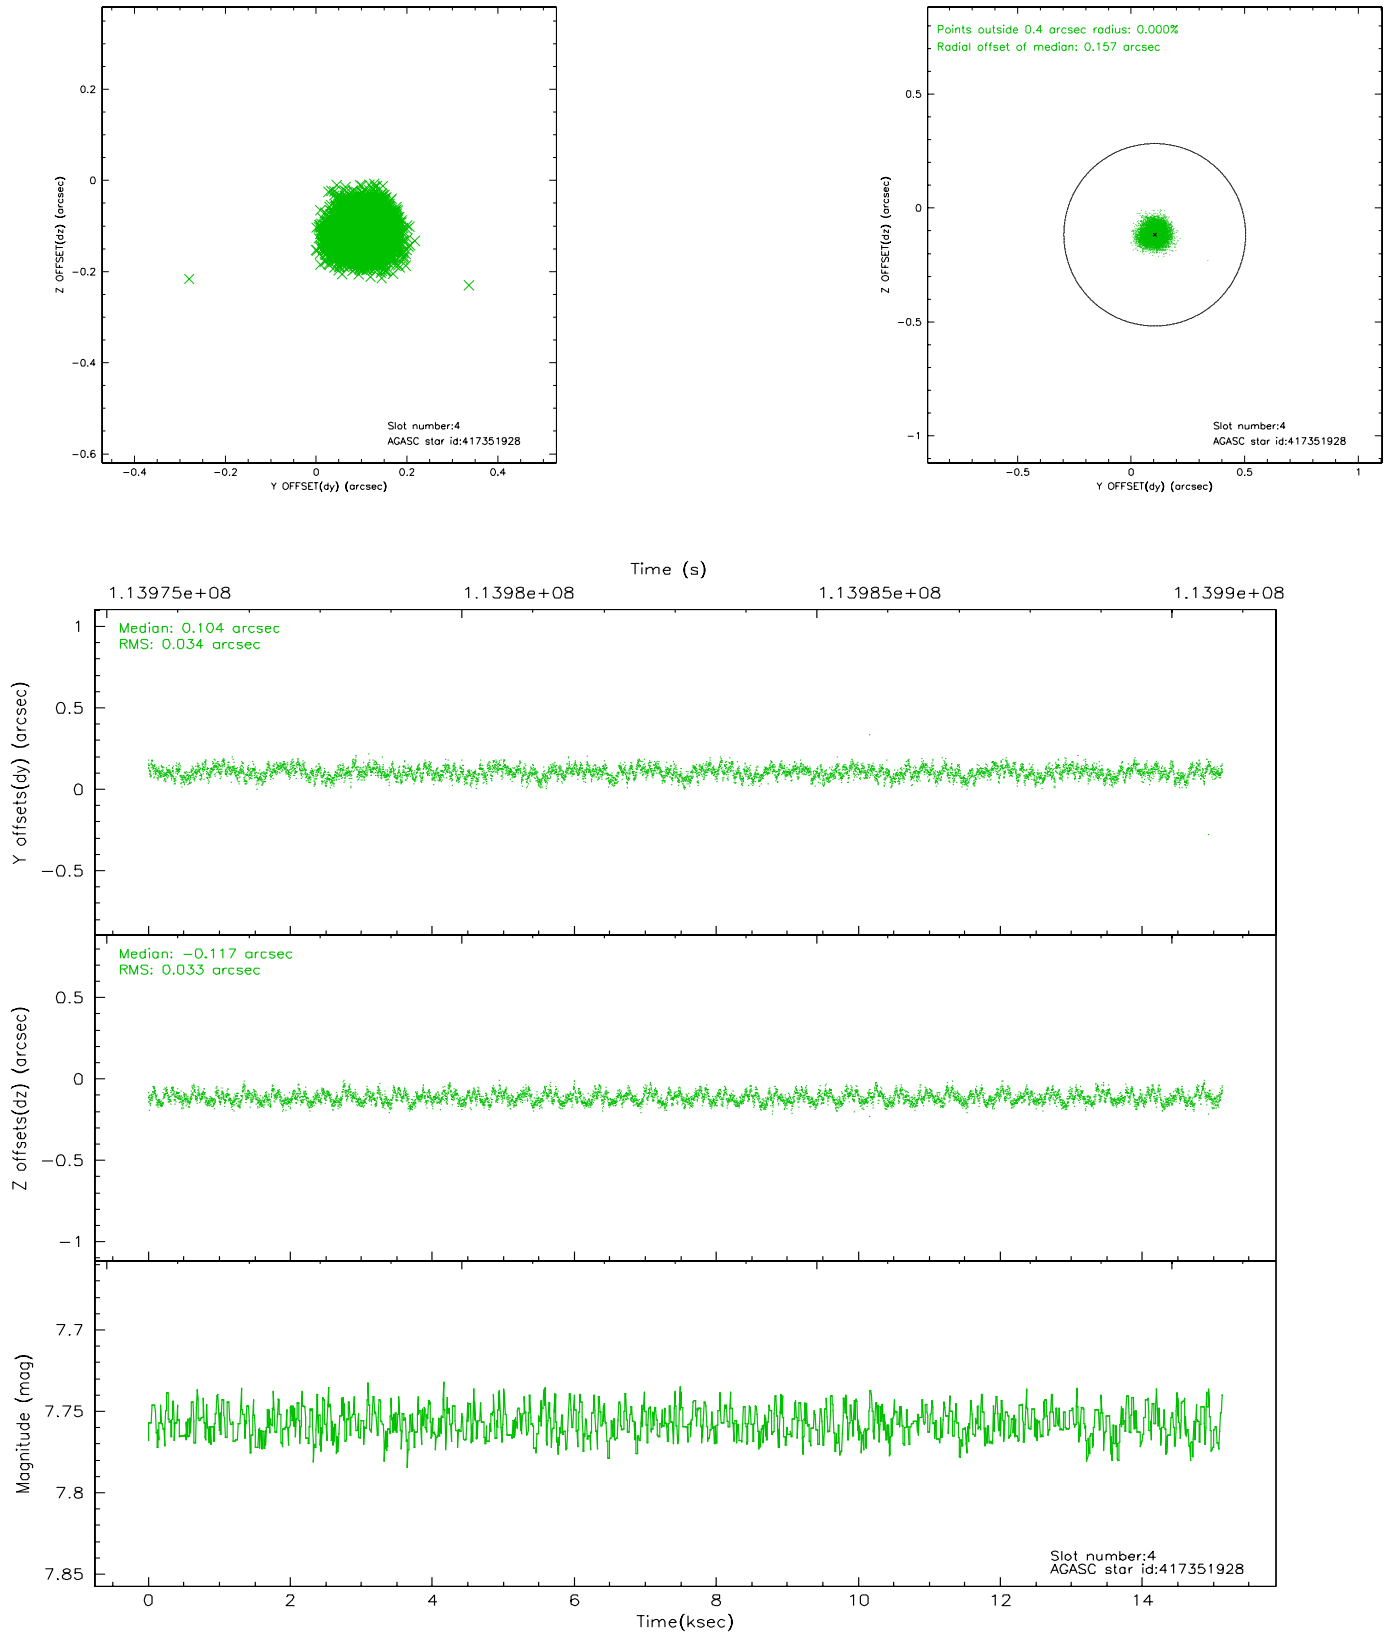 0.2
0
−0.2
−0.4
−0.6
Z OFFSET(dz) (arcsec)
Slot number:4
AGASC star id:417351928
−0.4 −0.2 0 0.2 0.4
Y OFFSET(dy) (arcsec)
Points outside 0.4 arcsec radius: 0.000%
Radial offset of median: 0.157 arcsec
0.5
0
−0.5
−1
Z OFFSET(dz) (arcsec)
Slot number:4
AGASC star id:417351928
−0.5 0 0.5 1
Y OFFSET(dy) (arcsec)
Time (s)
1.13975e+08 1.1398e+08 1.13985e+08 1.1399e+08
Median: 0.104 arcsec
RMS: 0.034 arcsec
1
0.5
0
−0.5
Y offsets(dy) (arcsec)
Median: −0.117 arcsec
RMS: 0.033 arcsec
0.5
0
−0.5
−1
Z offsets(dz) (arcsec)
7.7
7.75
7.8
7.85
Magnitude (mag)
Slot number:4
AGASC star id:417351928
0 2 4 6 8 10 12 14
Time(ksec)